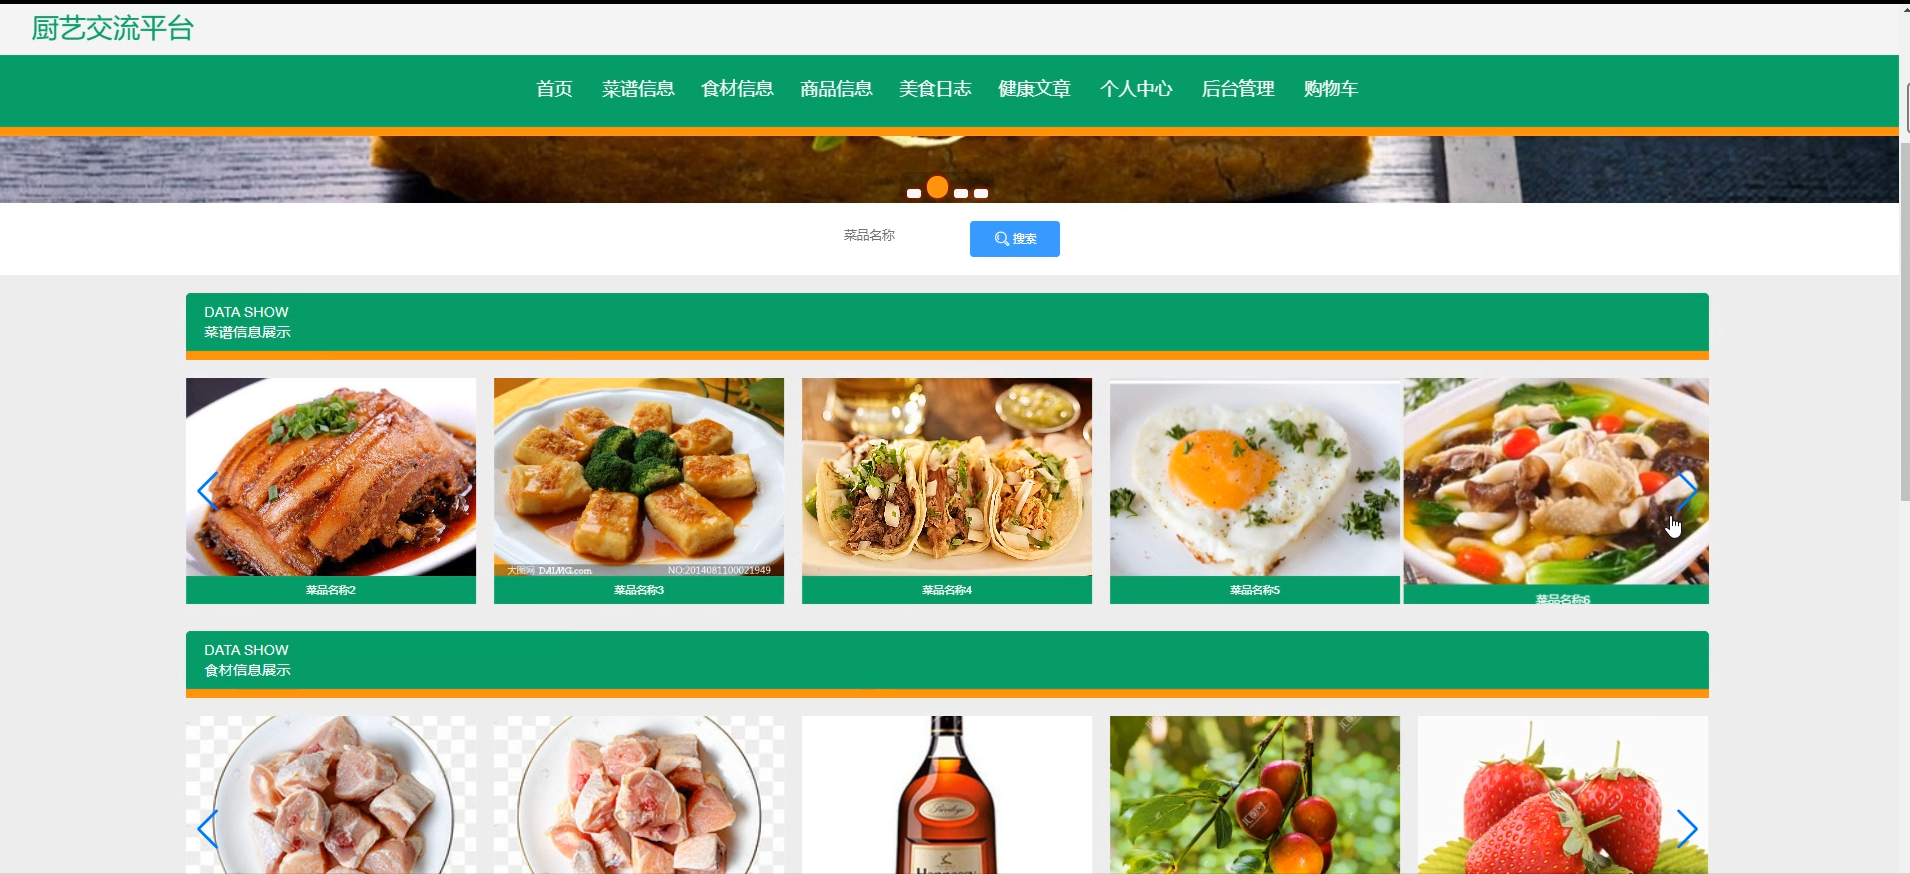 厨艺交流平台
首页 菜谱信息 食材信息 商品信息 美食日志 健康文章 个人中心 后台管理 购物车
菜品名称 搜索
DATA SHOW
菜谱信息展示
大图网 DAIMG.com NO:2014081100021949
菜品名称2 菜品名称3 菜品名称4 菜品名称5 菜品名称6
DATA SHOW
食材信息展示
Privilège
Hennessy